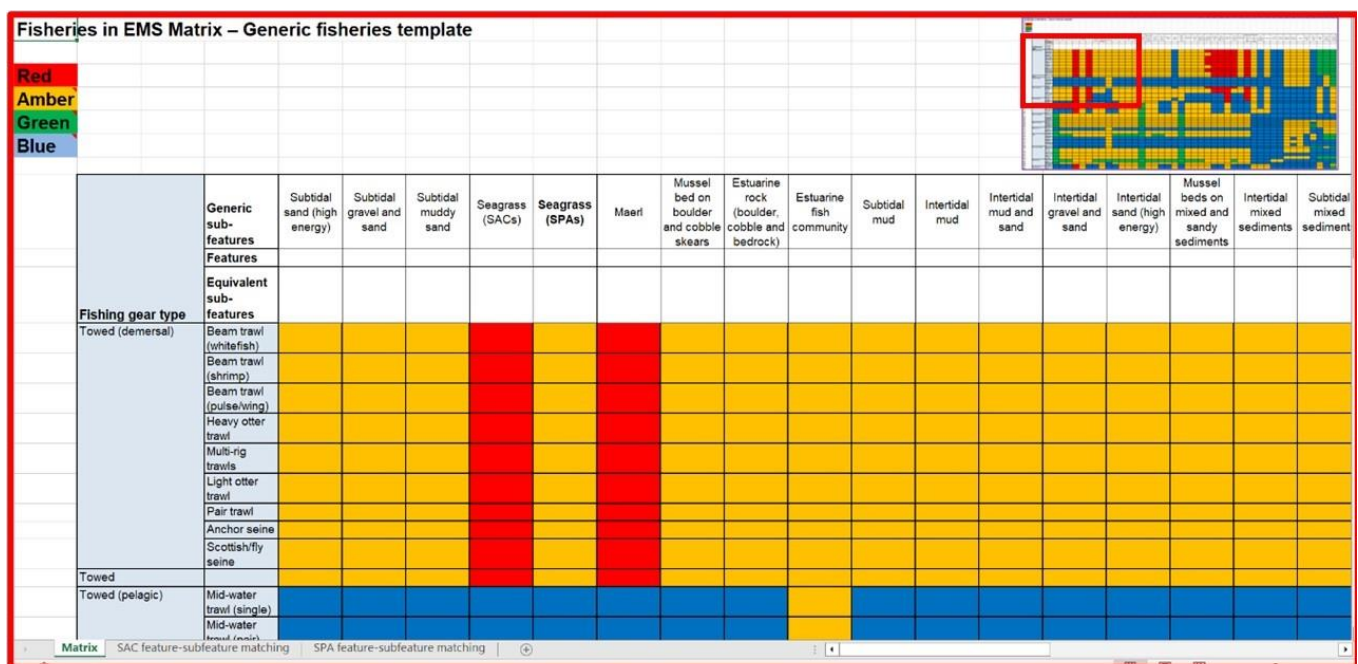 Fisheries in EMS Matrix – Generic fisheries template
Red
Amber
Green
Blue
Generic
sub-
features
Subtidal
sand (high
energy)
Subtidal
gravel and
sand
Subtidal
muddy
sand
Seagrass
(SACs)
Seagrass
(SPAs)
Maerl
Mussel
bed on
boulder
and cobble
skears
Estuarine
rock
(boulder,
cobble and
bedrock)
Estuarine
fish
community
Subtidal
mud
Intertidal
mud
Intertidal
mud and
sand
Intertidal
gravel and
sand
Intertidal
sand (high
energy)
Mussel
beds on
mixed and
sandy
sediments
Intertidal
mixed
sediments
Subtidal
mixed
sediment
Features
Fishing gear type
Equivalent
sub-
features
Towed (demersal)
Beam trawl
(whitefish)
Beam trawl
(shrimp)
Beam trawl
(pulse/wing)
Heavy otter
trawl
Multi-rig
trawls
Light otter
trawl
Pair trawl
Anchor seine
Scottish/fly
seine
Towed
Towed (pelagic)
Mid-water
trawl (single)
Mid-water
trawl (pair)
Matrix
SAC feature-subfeature matching
SPA feature-subfeature matching